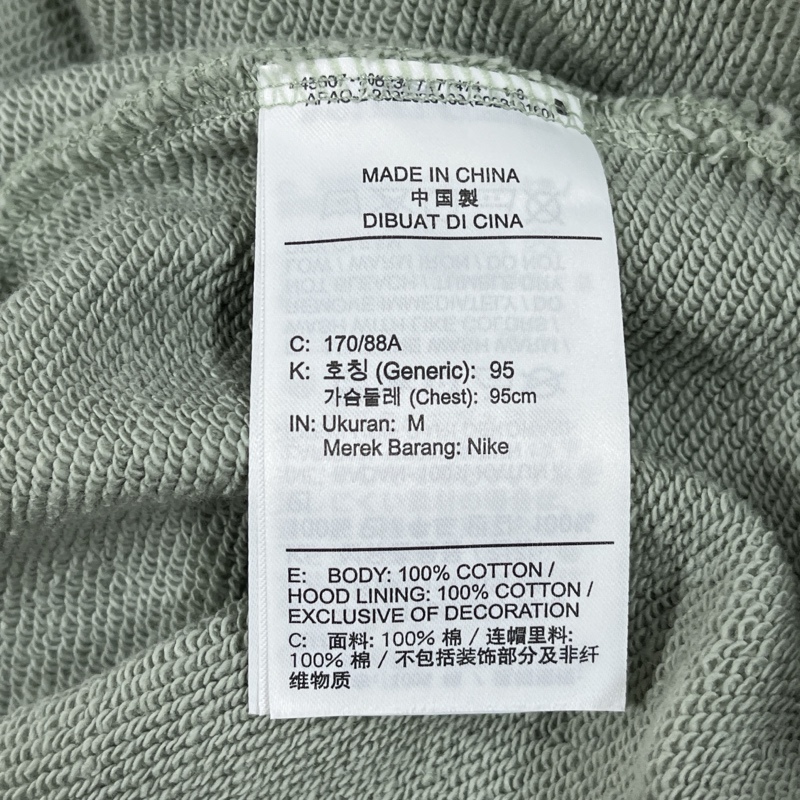 MADE IN CHINA
中国製
DIBUAT DI CINA
C: 170/88A
K: 호칭 (Generic): 95
가슴둘레 (Chest): 95cm
IN: Ukuran: M
Merek Barang: Nike
E: BODY: 100% COTTON /
HOOD LINING: 100% COTTON /
EXCLUSIVE OF DECORATION
C: 面料: 100% 棉 / 连帽里料:
100% 棉 / 不包括装饰部分及非纤
维物质